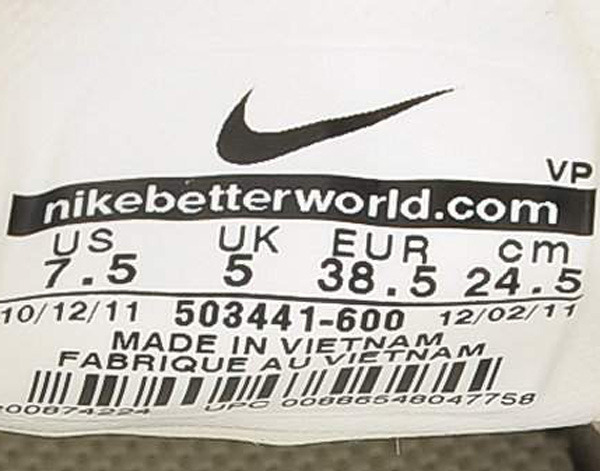 VP
nikebetterworld.com
US UK EUR cm
7.5 5 38.5 24.5
10/12/11 503441-600 12/02/11
MADE IN VIETNAM
FABRIQUE AU VIETNAM
00874224 UPC 00886548047758